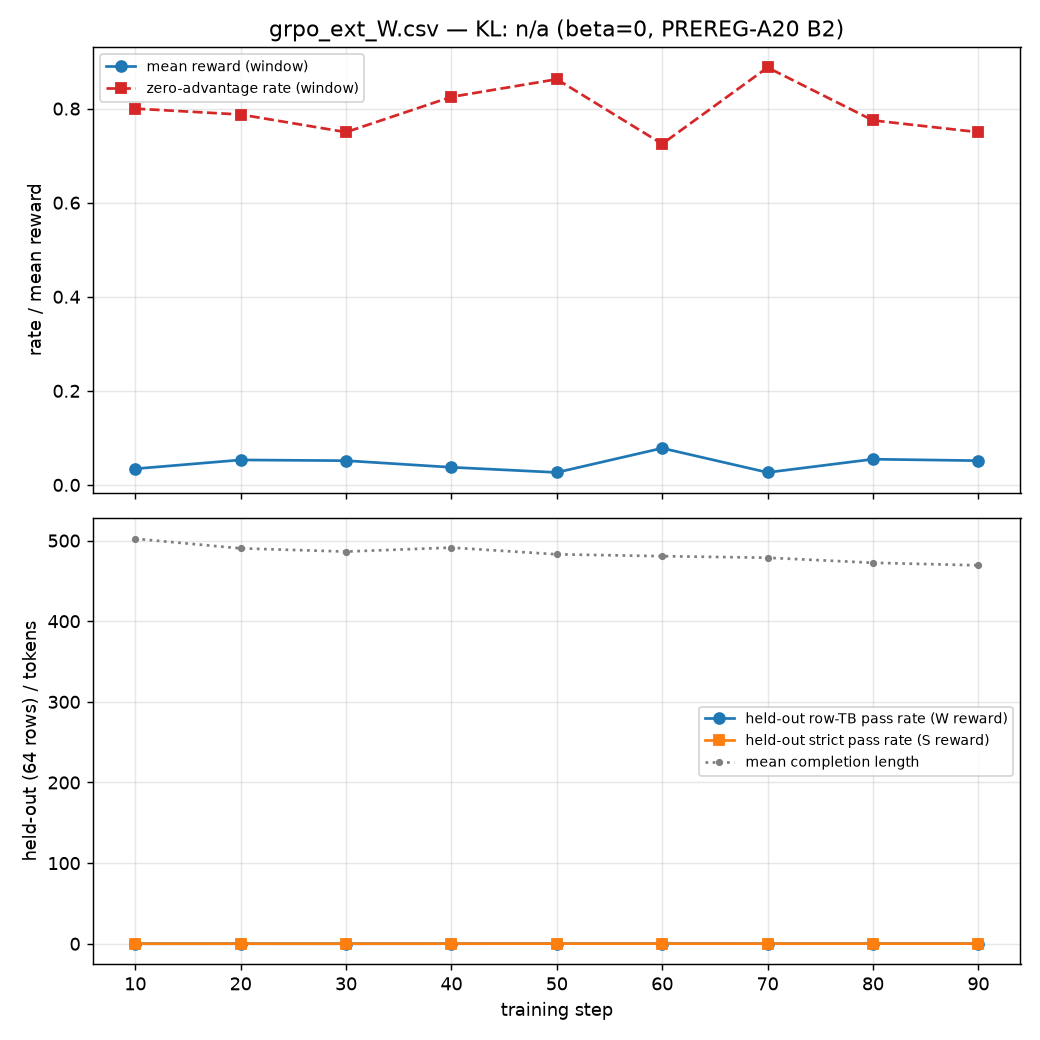 grpo_ext_W.csv — KL: n/a (beta=0, PREREG-A20 B2)
mean reward (window)
zero-advantage rate (window)
0.8
0.6
0.4
0.2
0.0
rate / mean reward
500
400
300
200
100
0
held-out (64 rows) / tokens
held-out row-TB pass rate (W reward)
held-out strict pass rate (S reward)
mean completion length
10 20 30 40 50 60 70 80 90
training step